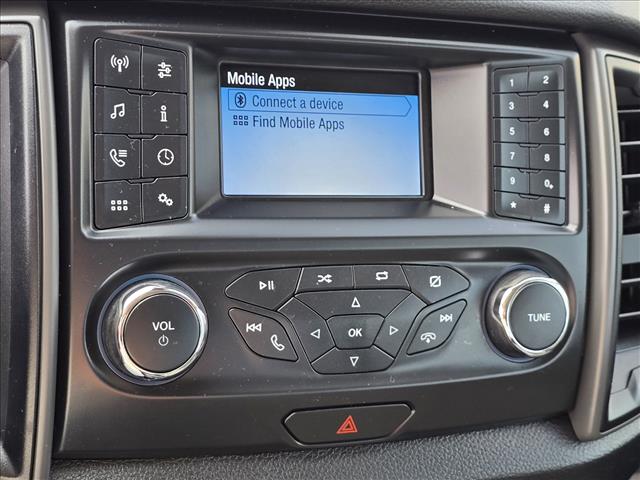 Mobile Apps
Connect a device
Find Mobile Apps
1 2
3 4
5 6
7 8
9 0+
* #
VOL
OK
TUNE